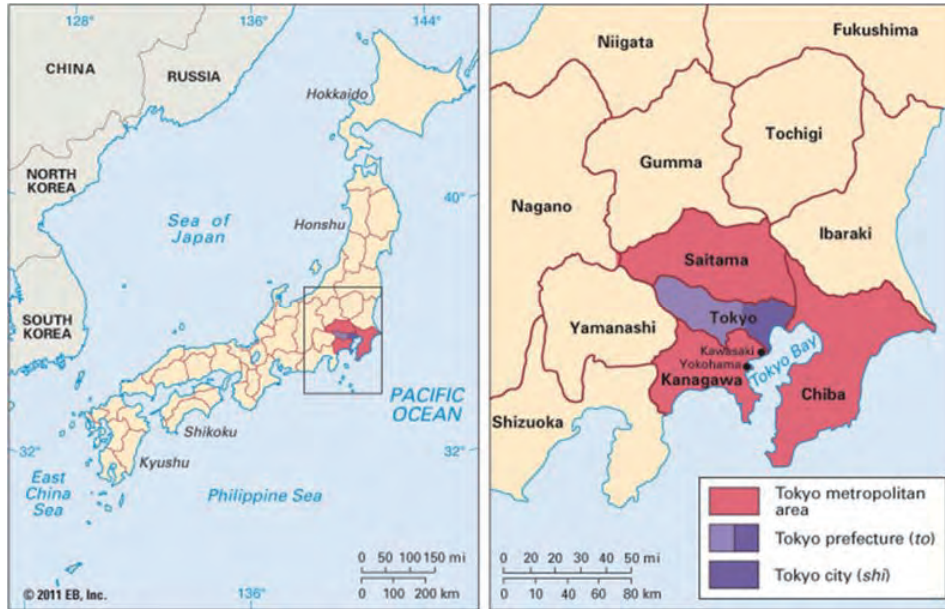 128°
136°
144°
CHINA
RUSSIA
Hokkaido
NORTH
KOREA
40°
Sea of
Japan
Honshu
SOUTH
KOREA
PACIFIC
OCEAN
Shikoku
32°
32°
Kyushu
East
China
Sea
Philippine Sea
0 50 100 150 mi
0 100 200 km
© 2011 EB, Inc.
136°
Niigata
Fukushima
Tochigi
Gumma
Nagano
Ibaraki
Saitama
Tokyo
Yamanashi
Kawasaki
Yokohama
Tokyo Bay
Kanagawa
Chiba
Shizuoka
Tokyo metropolitan
area
Tokyo prefecture (to)
Tokyo city (shi)
0 10 20 30 40 50 mi
0 20 40 60 80 km